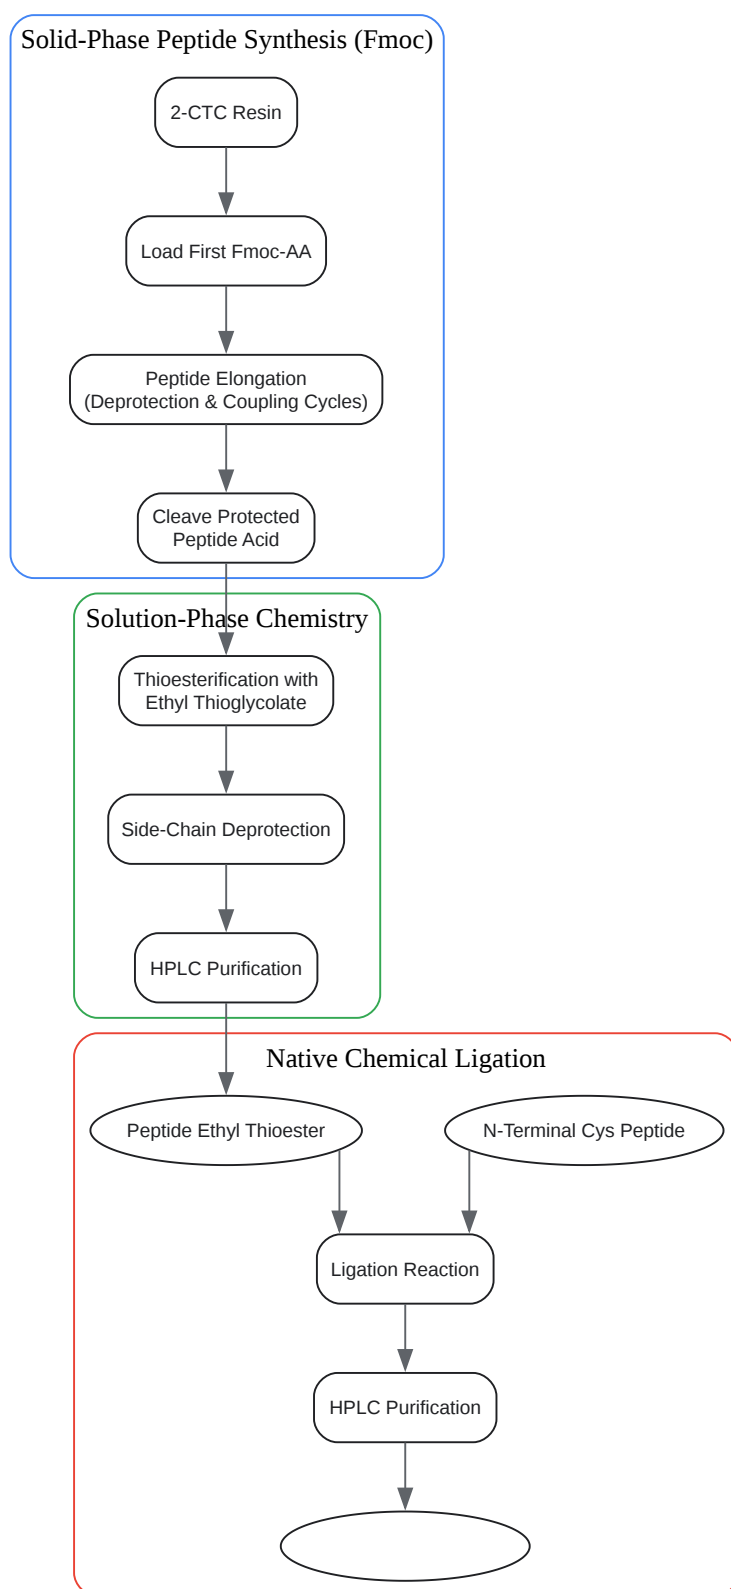 Solid-Phase Peptide Synthesis (Fmoc)
2-CTC Resin
Load First Fmoc-AA
Peptide Elongation
(Deprotection & Coupling Cycles)
Cleave Protected
Peptide Acid
Solution-Phase Chemistry
Thioesterification with
Ethyl Thioglycolate
Side-Chain Deprotection
HPLC Purification
Native Chemical Ligation
Peptide Ethyl Thioester
N-Terminal Cys Peptide
Ligation Reaction
HPLC Purification